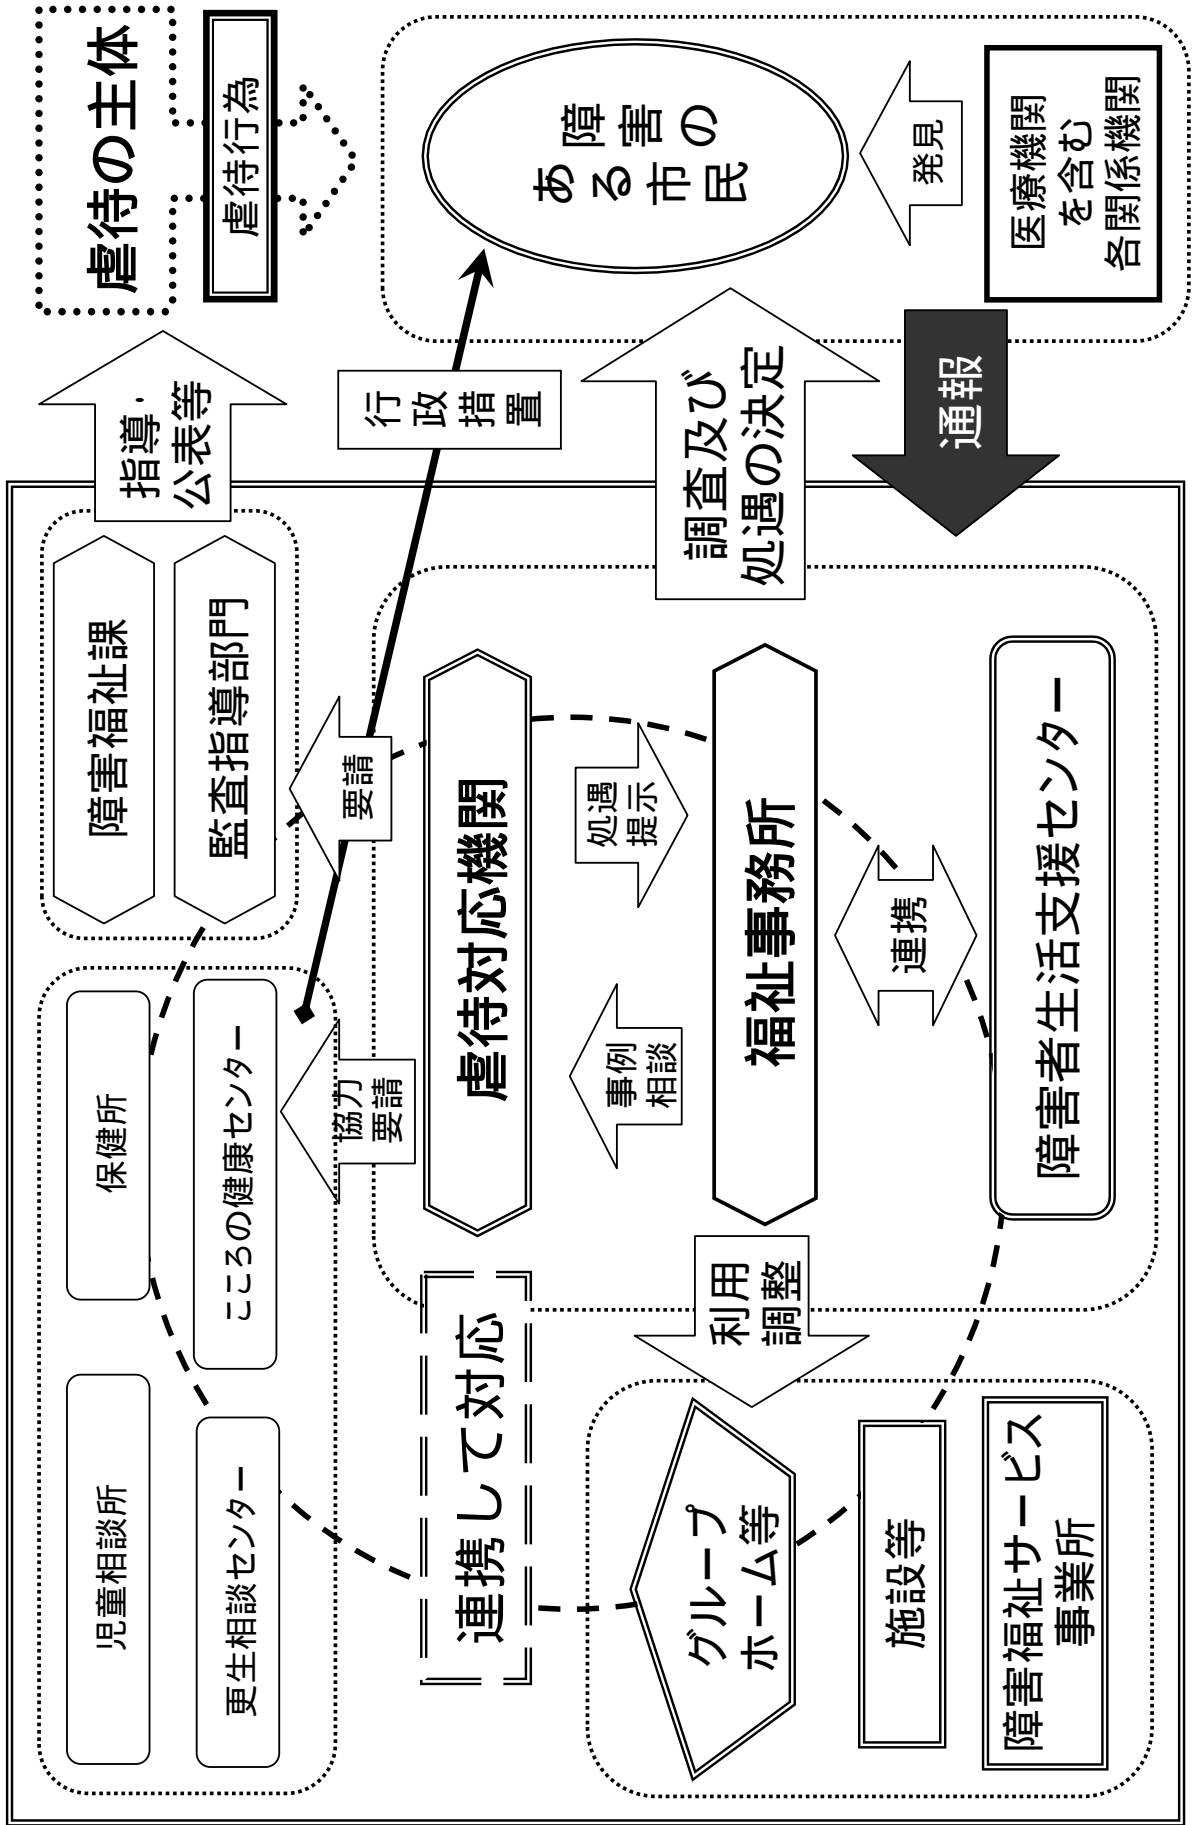 児童相談所
保健所
障害福祉課
指導・
公表等
虐待の主体
更生相談センター
こころの健康センター
監査指導部門
虐待行為
協力
要請
要請
行政措置
連携して対応
虐待対応機関
処遇
提示
事例
相談
障害の
ある市民
グループ
ホーム等
利用
調整
福祉事務所
調査及び
処遇の決定
施設等
連携
通報
発見
障害福祉サービス
事業所
障害者生活支援センター
医療機関
を含む
各関係機関